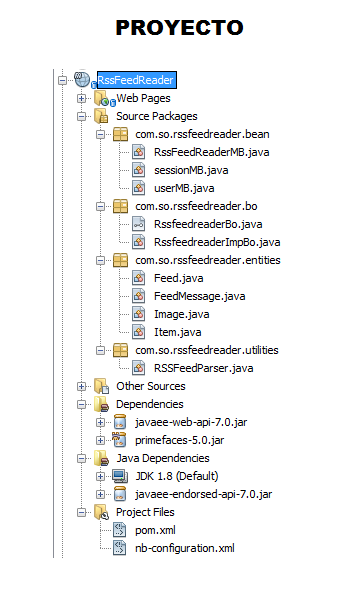 PROYECTO
RssFeedReader
Web Pages
Source Packages
com.so.rssfeedreader.bean
RssFeedReaderMB.java
sessionMB.java
userMB.java
com.so.rssfeedreader.bo
RssfeedreaderBo.java
RssfeedreaderImpBo.java
com.so.rssfeedreader.entities
Feed.java
FeedMessage.java
Image.java
Item.java
com.so.rssfeedreader.utilities
RSSFeedParser.java
Other Sources
Dependencies
javaee-web-api-7.0.jar
primefaces-5.0.jar
Java Dependencies
JDK 1.8 (Default)
javaee-endorsed-api-7.0.jar
Project Files
pom.xml
nb-configuration.xml